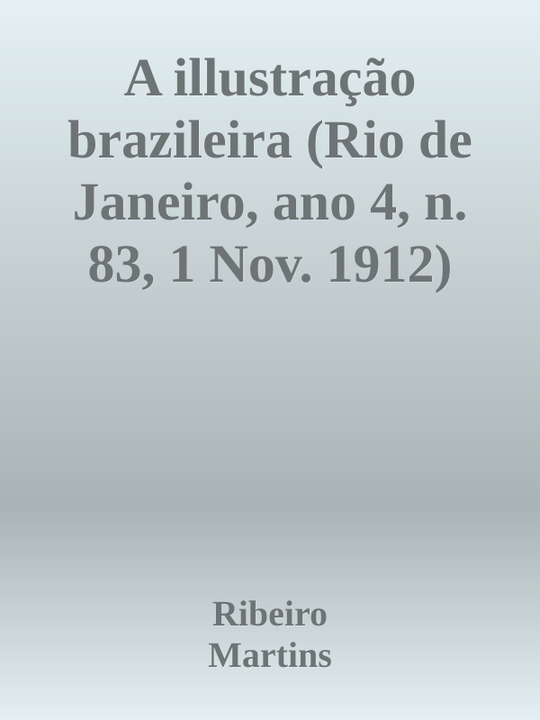 A illustração
brazileira (Rio de
Janeiro, ano 4, n.
83, 1 Nov. 1912)
Ribeiro
Martins